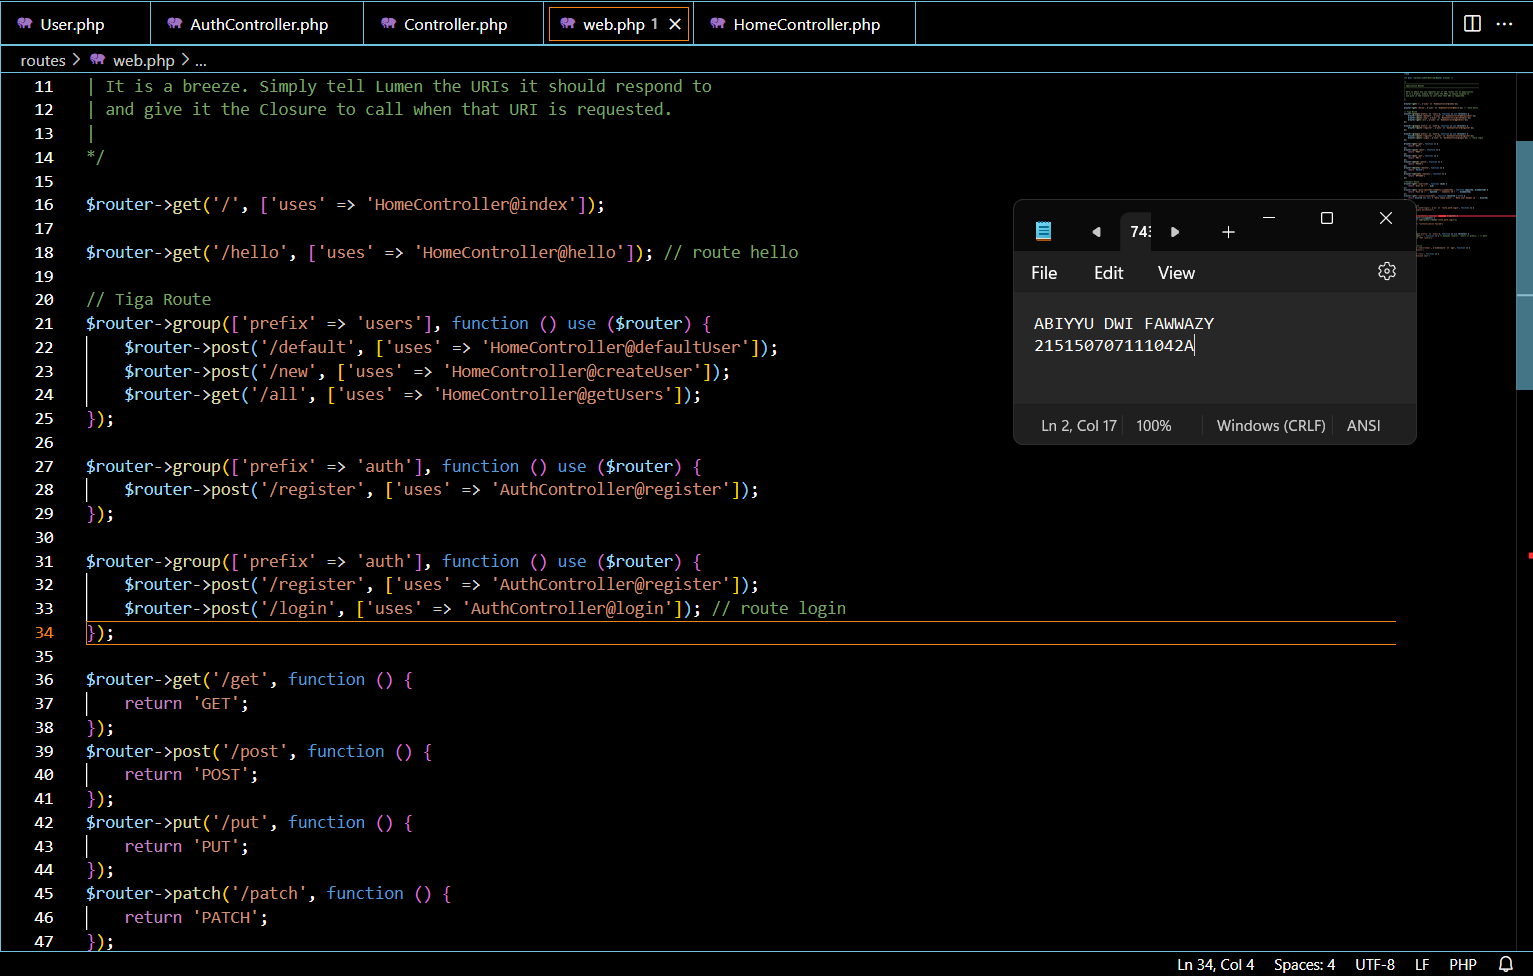 User.php
AuthController.php
Controller.php
web.php 1
HomeController.php
routes > web.php > ...
11 | It is a breeze. Simply tell Lumen the URIs it should respond to
12 | and give it the Closure to call when that URI is requested.
13 |
14 */
15
16 $router->get('/', ['uses' => 'HomeController@index']);
17
18 $router->get('/hello', ['uses' => 'HomeController@hello']); // route hello
19
20 // Tiga Route
21 $router->group(['prefix' => 'users'], function () use ($router) {
22 $router->post('/default', ['uses' => 'HomeController@defaultUser']);
23 $router->post('/new', ['uses' => 'HomeController@createUser']);
24 $router->get('/all', ['uses' => 'HomeController@getUsers']);
25 });
26
27 $router->group(['prefix' => 'auth'], function () use ($router) {
28 $router->post('/register', ['uses' => 'AuthController@register']);
29 });
30
31 $router->group(['prefix' => 'auth'], function () use ($router) {
32 $router->post('/register', ['uses' => 'AuthController@register']);
33 $router->post('/login', ['uses' => 'AuthController@login']); // route login
34 });
35
36 $router->get('/get', function () {
37 return 'GET';
38 });
39 $router->post('/post', function () {
40 return 'POST';
41 });
42 $router->put('/put', function () {
43 return 'PUT';
44 });
45 $router->patch('/patch', function () {
46 return 'PATCH';
47 });
743
File Edit View
ABIYYU DWI FAWWAZY
215150707111042A
Ln 2, Col 17 100% Windows (CRLF) ANSI
Ln 34, Col 4 Spaces: 4 UTF-8 LF PHP